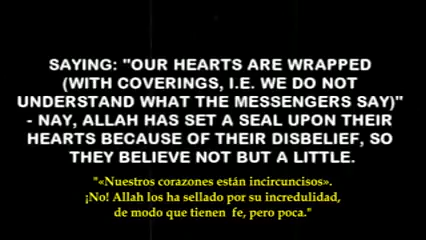 SAYING: "OUR HEARTS ARE WRAPPED
(WITH COVERINGS, I.E. WE DO NOT
UNDERSTAND WHAT THE MESSENGERS SAY)"
- NAY, ALLAH HAS SET A SEAL UPON THEIR
HEARTS BECAUSE OF THEIR DISBELIEF, SO
THEY BELIEVE NOT BUT A LITTLE.
"«Nuestros corazones están incircuncisos».
¡No! Allah los ha sellado por su incredulidad,
de modo que tienen fe, pero poca."